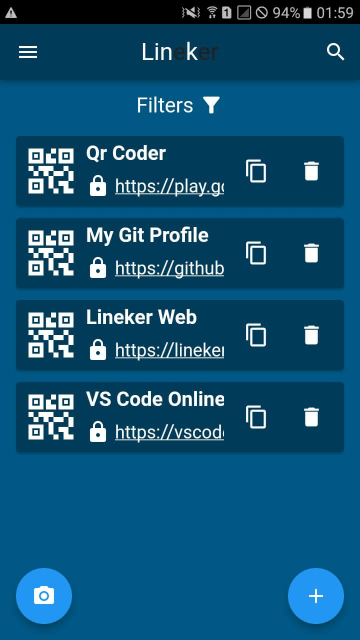 94% 01:59
Lineker
Filters
Qr Coder
https://play.go
My Git Profile
https://github
Lineker Web
https://lineker
VS Code Online
https://vscod